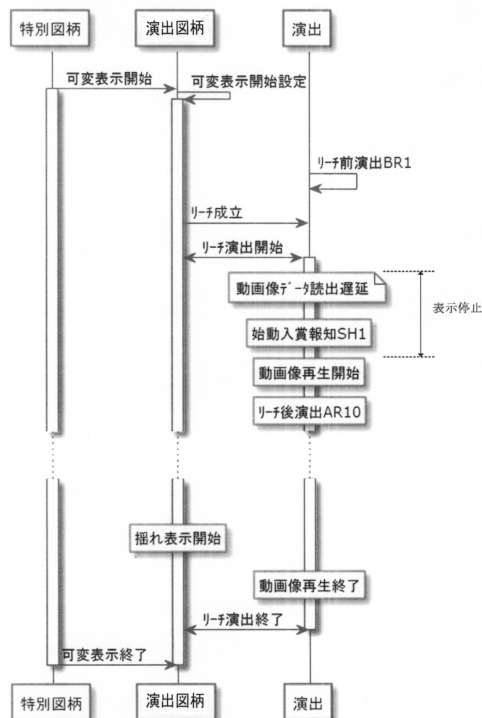 特別図柄
演出図柄
演出
可変表示開始
可変表示開始設定
ﾘｰﾁ前演出BR1
ﾘｰﾁ成立
ﾘｰﾁ演出開始
動画像ﾃﾞｰﾀ読出遅延
表示停止
始動入賞報知SH1
動画像再生開始
ﾘｰﾁ後演出AR10
揺れ表示開始
動画像再生終了
ﾘｰﾁ演出終了
可変表示終了
特別図柄
演出図柄
演出